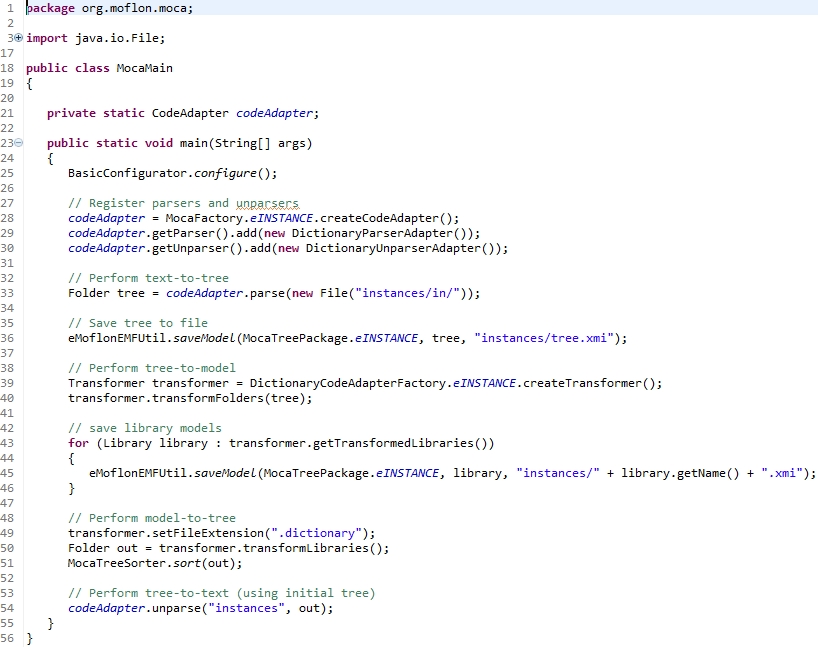 1 package org.moflon.moca;
2
3 import java.io.File;
17
18 public class MocaMain
19 {
20
21    private static CodeAdapter codeAdapter;
22
23    public static void main(String[] args)
24    {
25       BasicConfigurator.configure();
26
27       // Register parsers and unparsers
28       codeAdapter = MocaFactory.eINSTANCE.createCodeAdapter();
29       codeAdapter.getParser().add(new DictionaryParserAdapter());
30       codeAdapter.getUnparser().add(new DictionaryUnparserAdapter());
31
32       // Perform text-to-tree
33       Folder tree = codeAdapter.parse(new File("instances/in/"));
34
35       // Save tree to file
36       eMoflonEMFUtil.saveModel(MocaTreePackage.eINSTANCE, tree, "instances/tree.xmi");
37
38       // Perform tree-to-model
39       Transformer transformer = DictionaryCodeAdapterFactory.eINSTANCE.createTransformer();
40       transformer.transformFolders(tree);
41
42       // save library models
43       for (Library library : transformer.getTransformedLibraries())
44       {
45          eMoflonEMFUtil.saveModel(MocaTreePackage.eINSTANCE, library, "instances/" + library.getName() + ".xmi");
46       }
47
48       // Perform model-to-tree
49       transformer.setFileExtension(".dictionary");
50       Folder out = transformer.transformLibraries();
51       MocaTreeSorter.sort(out);
52
53       // Perform tree-to-text (using initial tree)
54       codeAdapter.unparse("instances", out);
55    }
56 }